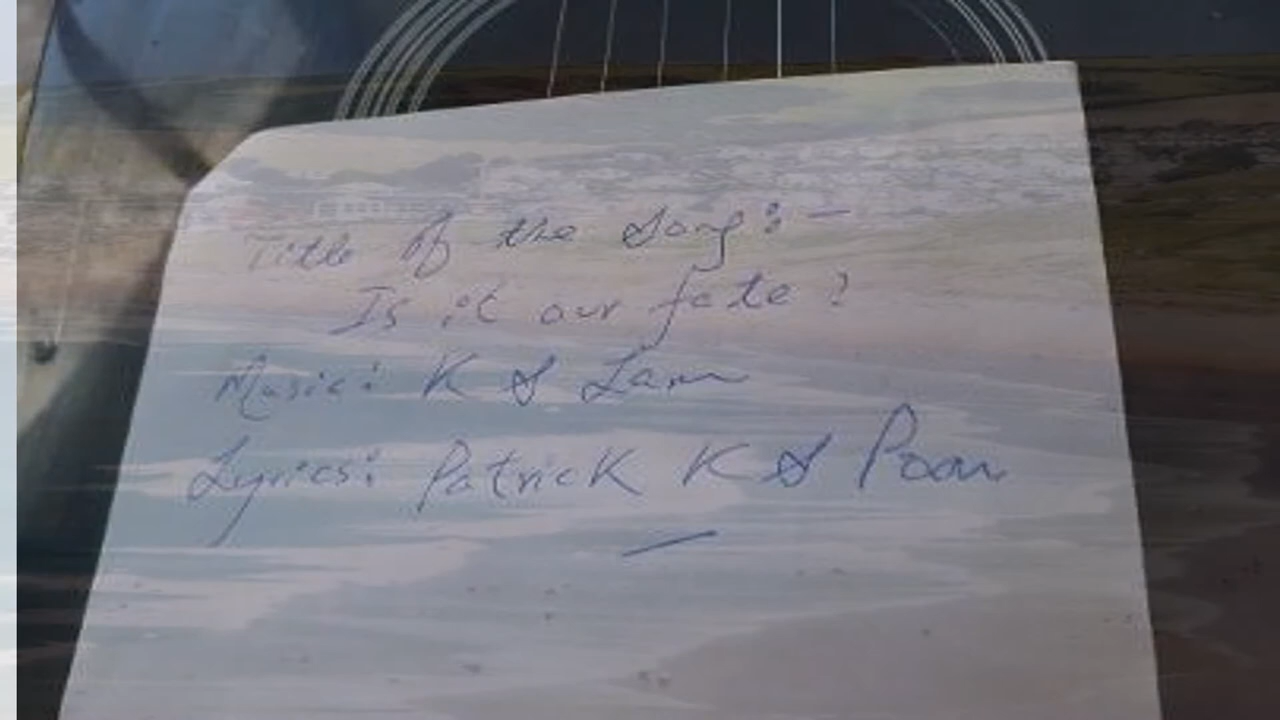 Title of the Song: —
Is it our fate?
Music: K S Lam
Lyrics: Patrick K S Poon